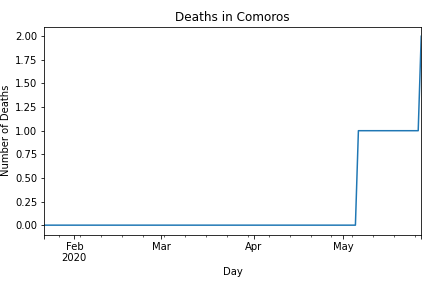 Deaths in Comoros
2.00
1.75
1.50
1.25
1.00
0.75
0.50
0.25
0.00
Number of Deaths
Feb
2020
Mar
Apr
May
Day